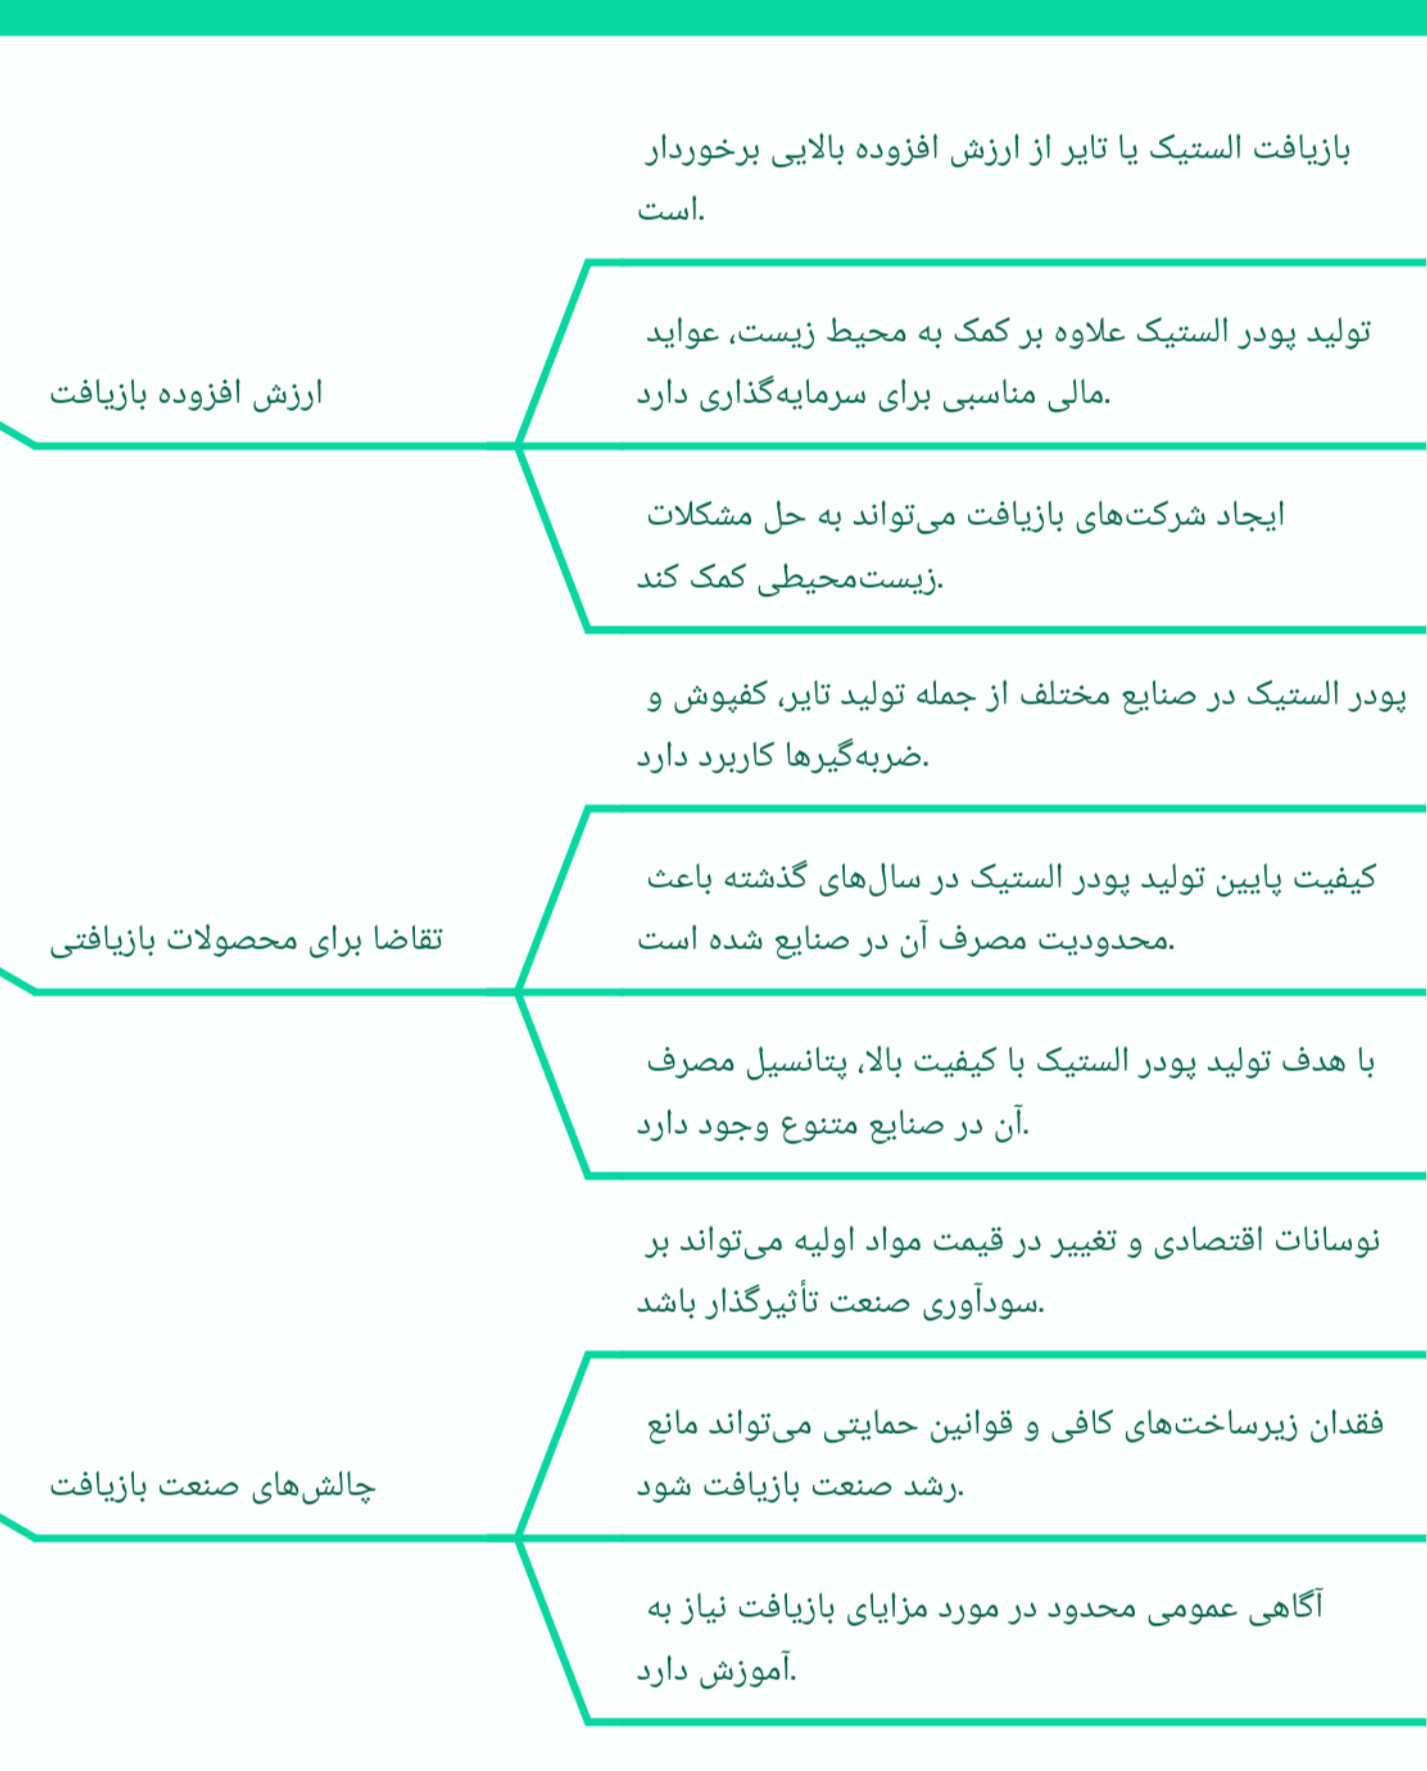 بازیافت الستیک یا تایر از ارزش افزوده بالایی برخوردار
است.
تولید پودر الستیک علاوه بر کمک به محیط زیست، عواید
مالی مناسبی برای سرمایه‌گذاری دارد.
ارزش افزوده بازیافت
ایجاد شرکت‌های بازیافت می‌تواند به حل مشکلات
زیست‌محیطی کمک کند.
پودر الستیک در صنایع مختلف از جمله تولید تایر، کفپوش و
ضربه‌گیرها کاربرد دارد.
کیفیت پایین تولید پودر الستیک در سال‌های گذشته باعث
محدودیت مصرف آن در صنایع شده است.
تقاضا برای محصولات بازیافتی
با هدف تولید پودر الستیک با کیفیت بالا، پتانسیل مصرف
آن در صنایع متنوع وجود دارد.
نوسانات اقتصادی و تغییر در قیمت مواد اولیه می‌تواند بر
سودآوری صنعت تأثیرگذار باشد.
فقدان زیرساخت‌های کافی و قوانین حمایتی می‌تواند مانع
رشد صنعت بازیافت شود.
چالش‌های صنعت بازیافت
آگاهی عمومی محدود در مورد مزایای بازیافت نیاز به
آموزش دارد.